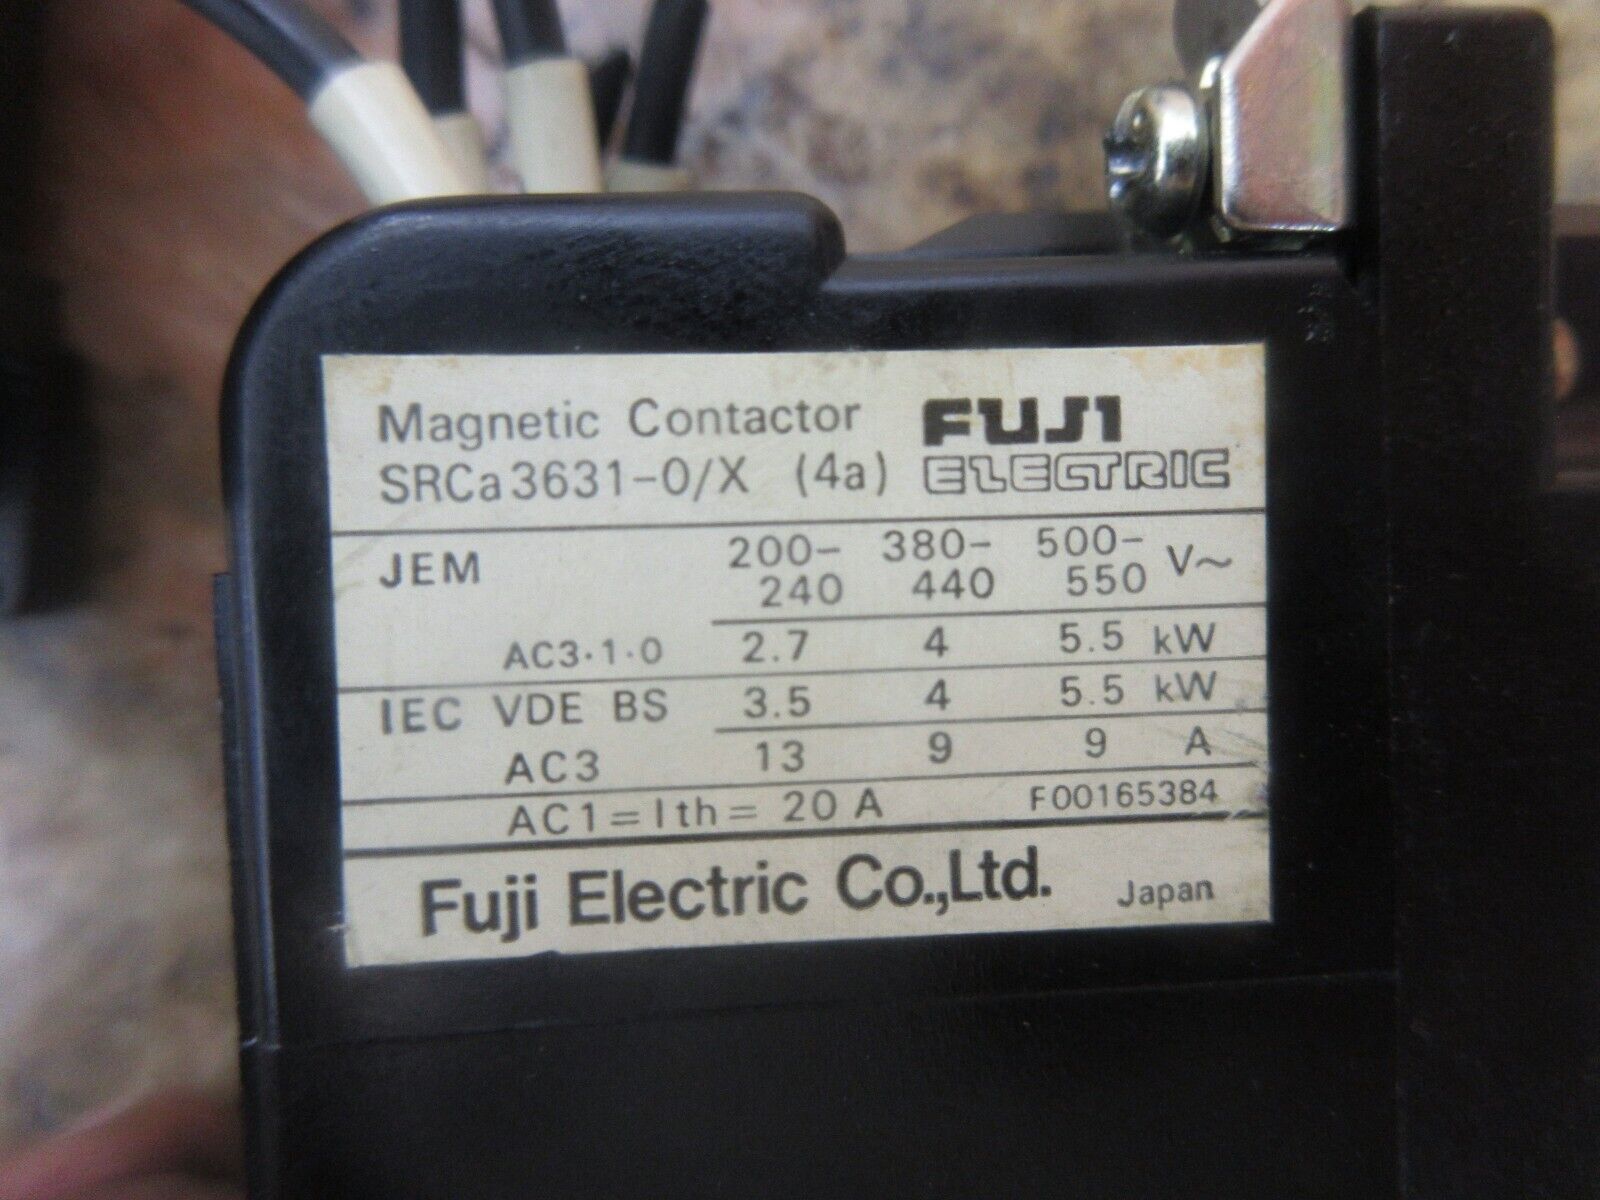 Magnetic Contactor FUJI
SRCa3631-0/X (4a) ELECTRIC
JEM 200- 380- 500- V~
240 440 550
AC3·1·0 2.7 4 5.5 kW
IEC VDE BS 3.5 4 5.5 kW
AC3 13 9 9 A
AC1=Ith= 20 A F00165384
Fuji Electric Co.,Ltd. Japan